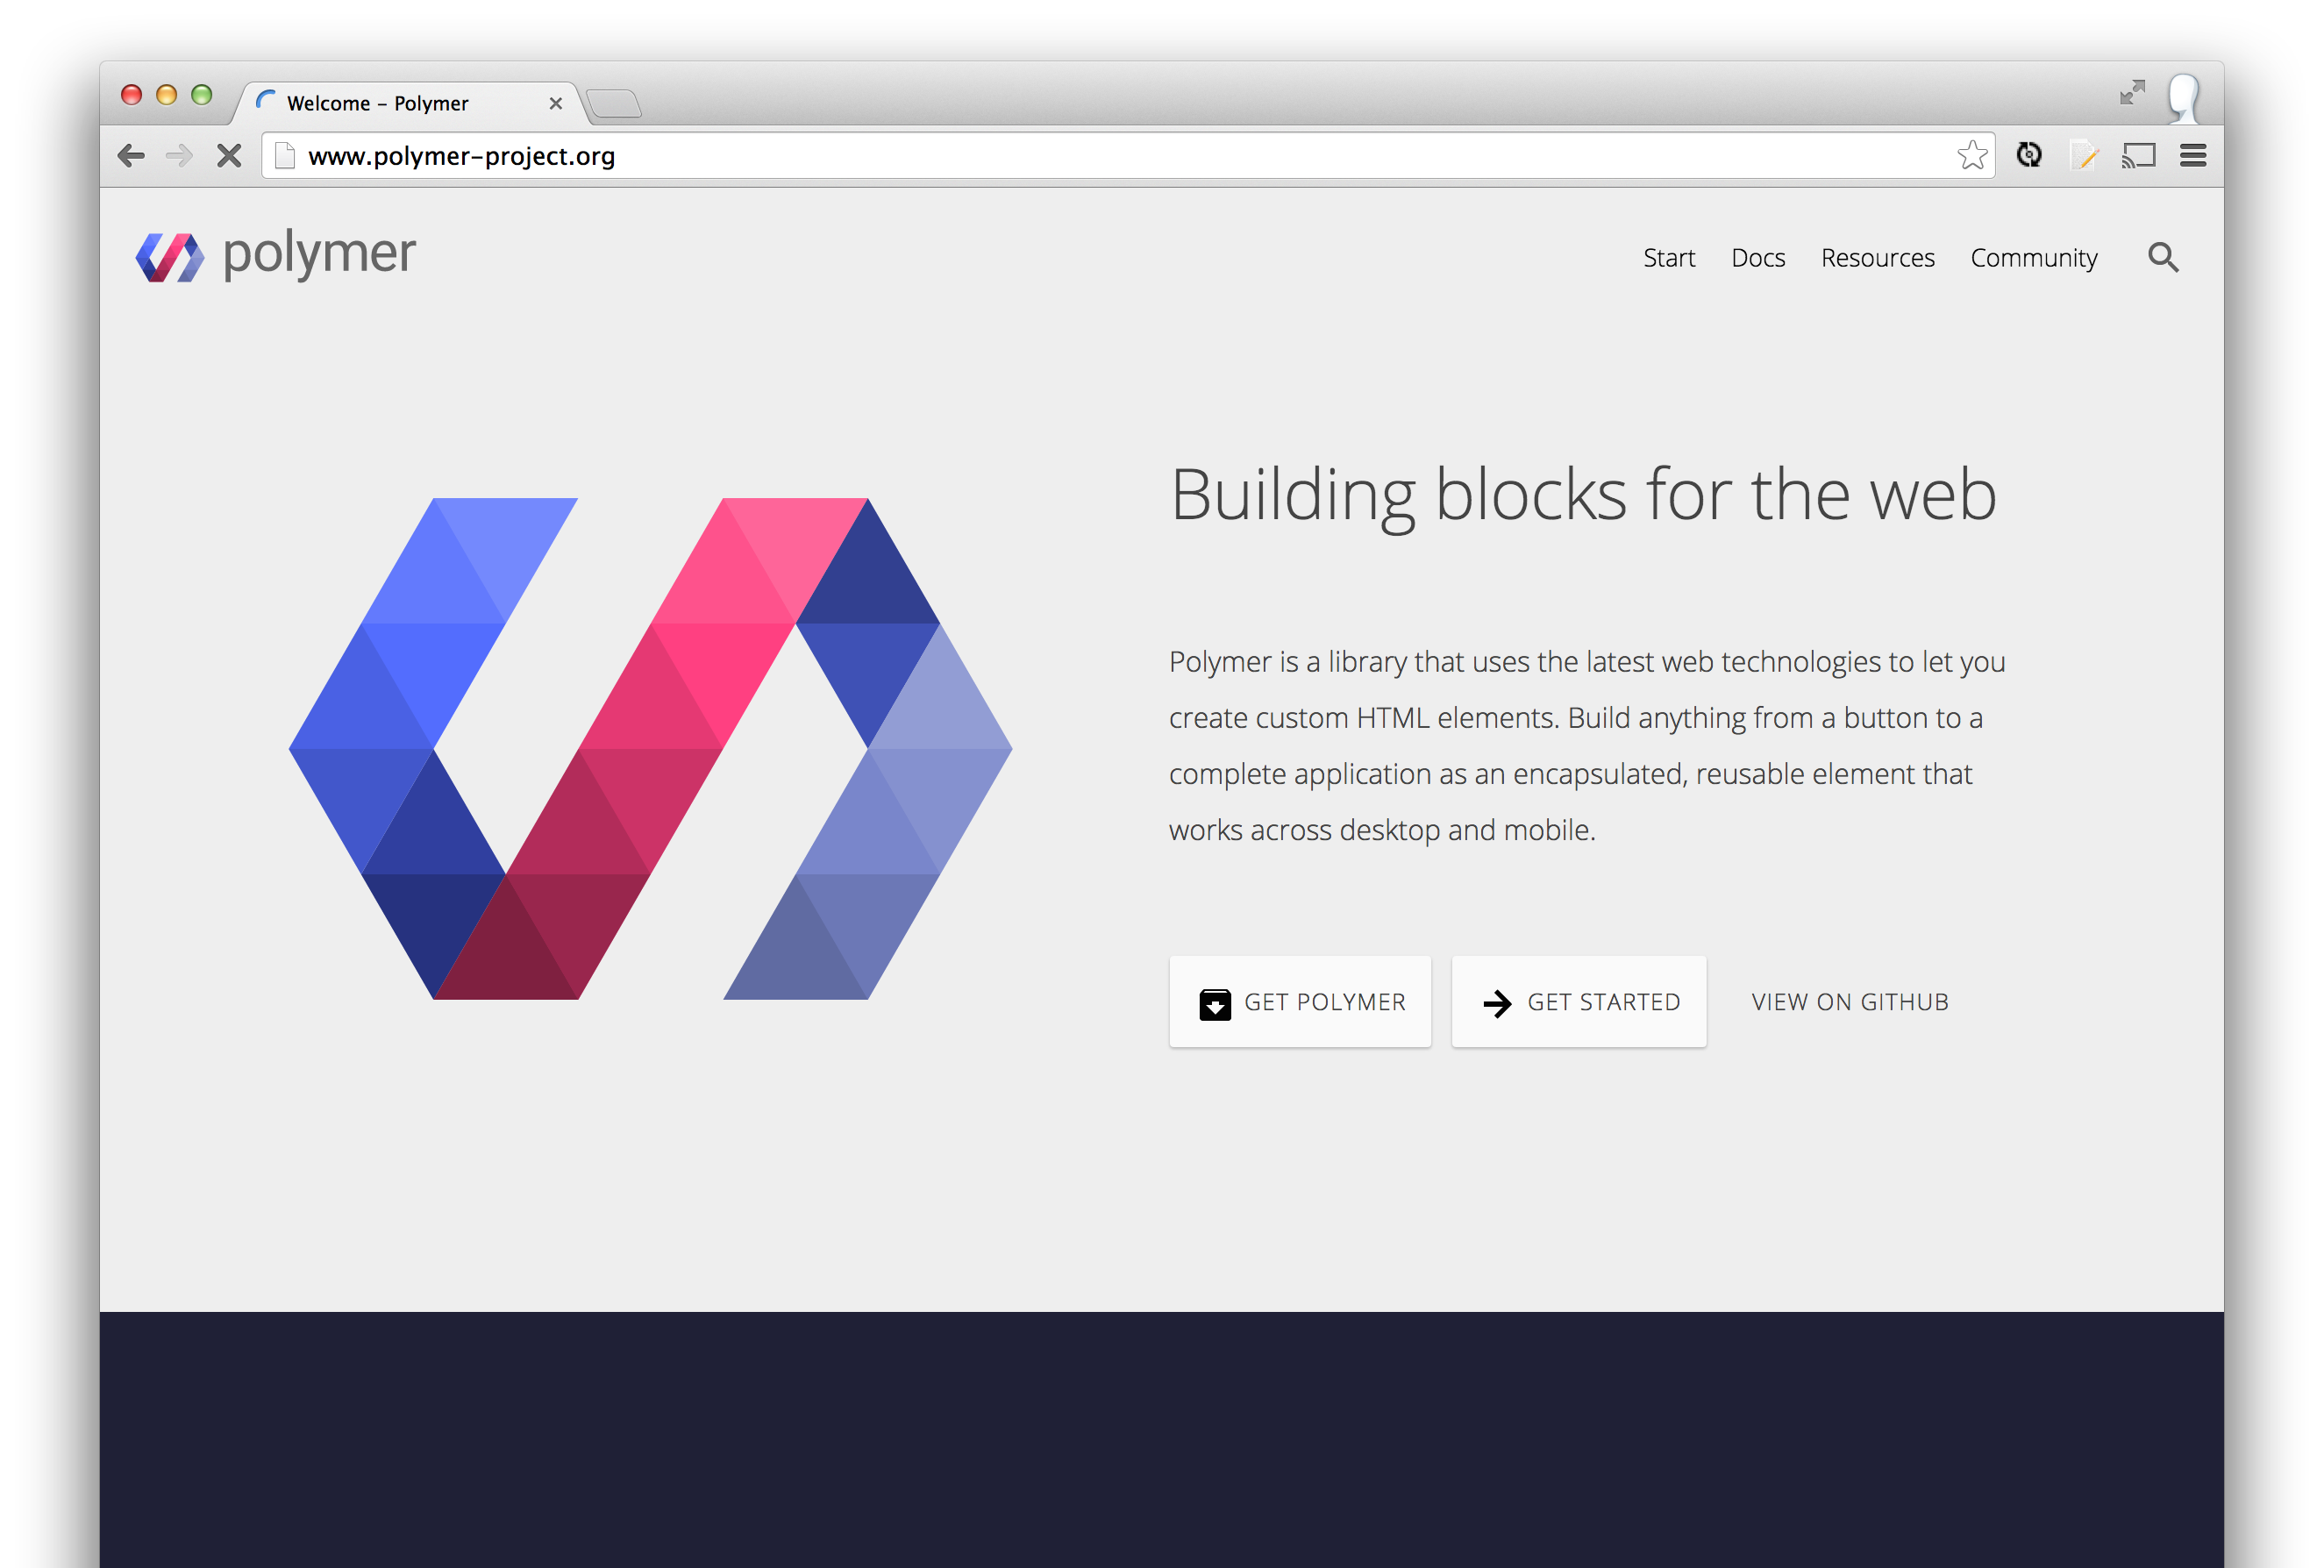 Welcome – Polymer
www.polymer-project.org
polymer
Start Docs Resources Community
Building blocks for the web
Polymer is a library that uses the latest web technologies to let you
create custom HTML elements. Build anything from a button to a
complete application as an encapsulated, reusable element that
works across desktop and mobile.
GET POLYMER GET STARTED VIEW ON GITHUB